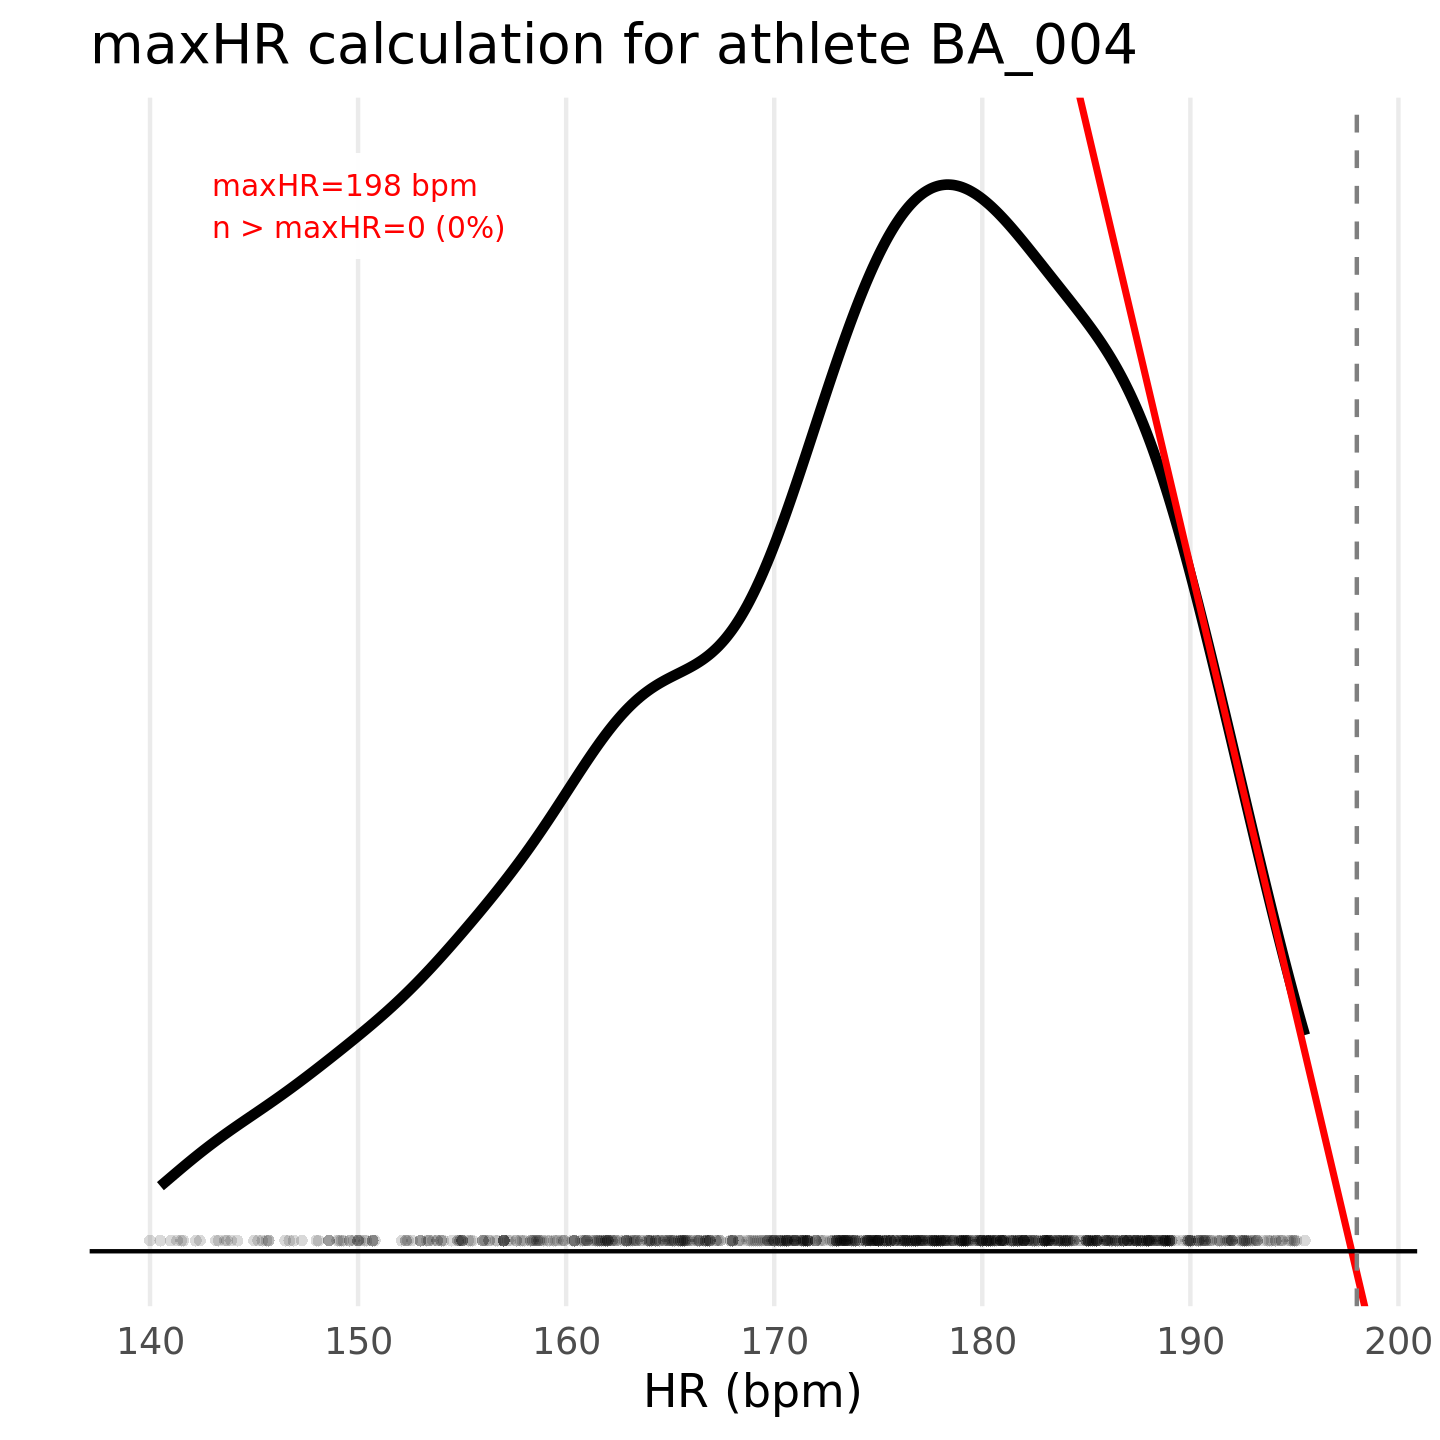 maxHR calculation for athlete BA_004
maxHR=198 bpm
n > maxHR=0 (0%)
140 150 160 170 180 190 200
HR (bpm)